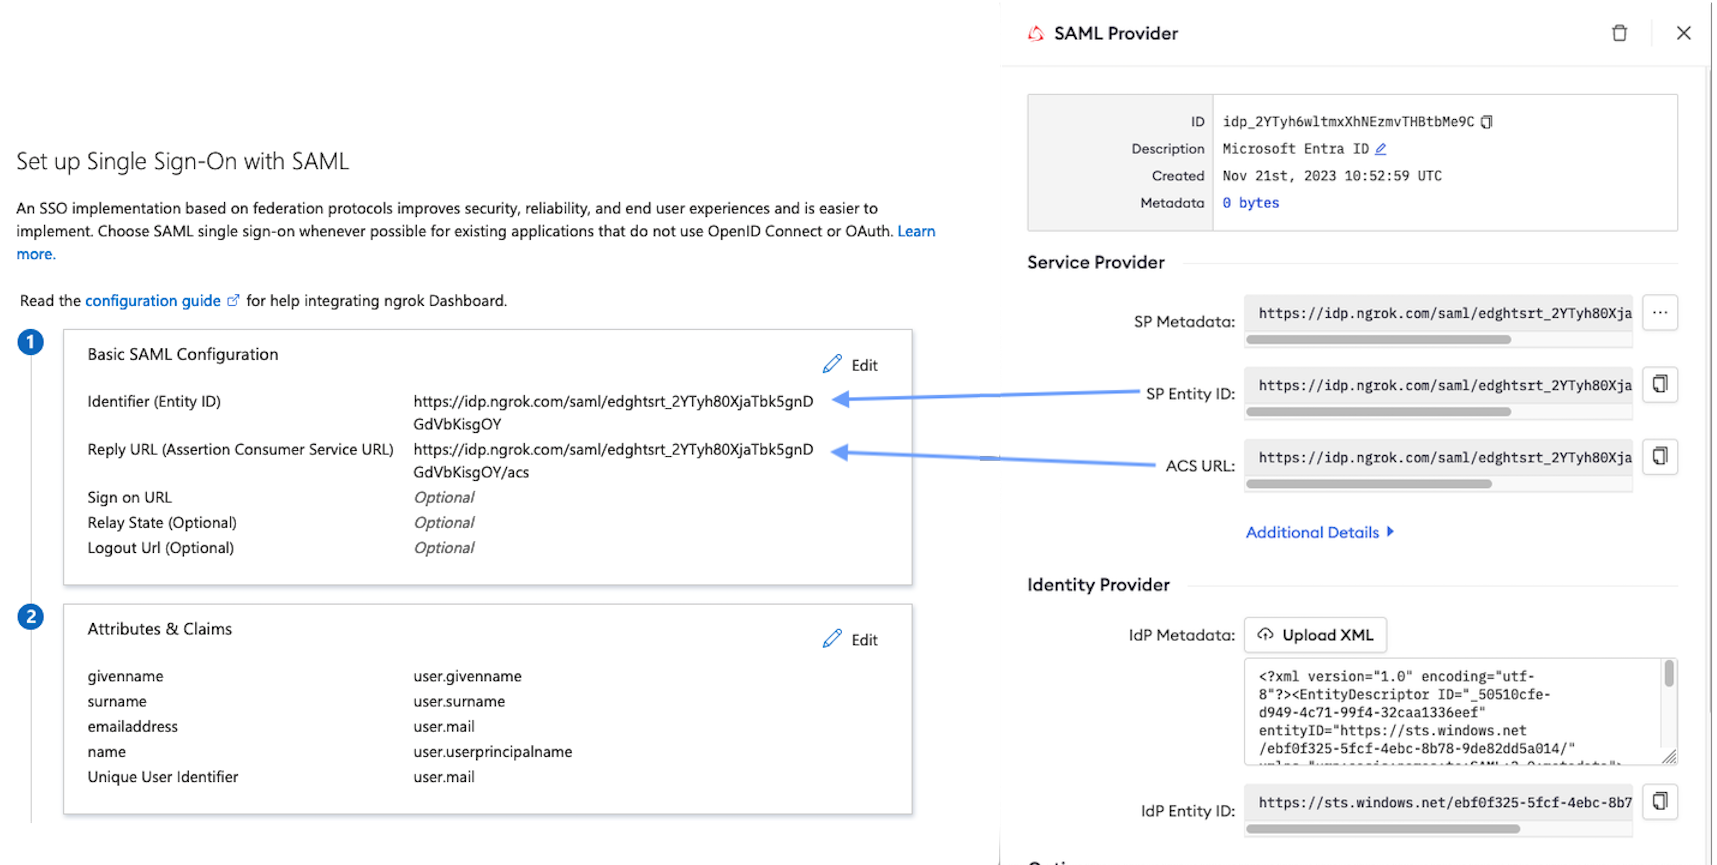 Set up Single Sign-On with SAML
An SSO implementation based on federation protocols improves security, reliability, and end user experiences and is easier to
implement. Choose SAML single sign-on whenever possible for existing applications that do not use OpenID Connect or OAuth. Learn
more.
Read the configuration guide for help integrating ngrok Dashboard.
1
Basic SAML Configuration
Edit
Identifier (Entity ID) https://idp.ngrok.com/saml/edghtsrt_2YTyh80XjaTbk5gnD
GdVbKisgOY
Reply URL (Assertion Consumer Service URL) https://idp.ngrok.com/saml/edghtsrt_2YTyh80XjaTbk5gnD
GdVbKisgOY/acs
Sign on URL Optional
Relay State (Optional) Optional
Logout Url (Optional) Optional
2
Attributes & Claims
Edit
givenname user.givenname
surname user.surname
emailaddress user.mail
name user.userprincipalname
Unique User Identifier user.mail
SAML Provider
ID idp_2YTyh6wltmxXhNEzmvTHBtbMe9C
Description Microsoft Entra ID
Created Nov 21st, 2023 10:52:59 UTC
Metadata 0 bytes
Service Provider
SP Metadata: https://idp.ngrok.com/saml/edghtsrt_2YTyh80Xja
SP Entity ID: https://idp.ngrok.com/saml/edghtsrt_2YTyh80Xja
ACS URL: https://idp.ngrok.com/saml/edghtsrt_2YTyh80Xja
Additional Details
Identity Provider
IdP Metadata: Upload XML
<?xml version="1.0" encoding="utf-
8"?><EntityDescriptor ID="_50510cfe-
d949-4c71-99f4-32caa1336eef"
entityID="https://sts.windows.net
/ebf0f325-5fcf-4ebc-8b78-9de82dd5a014/"
IdP Entity ID: https://sts.windows.net/ebf0f325-5fcf-4ebc-8b7